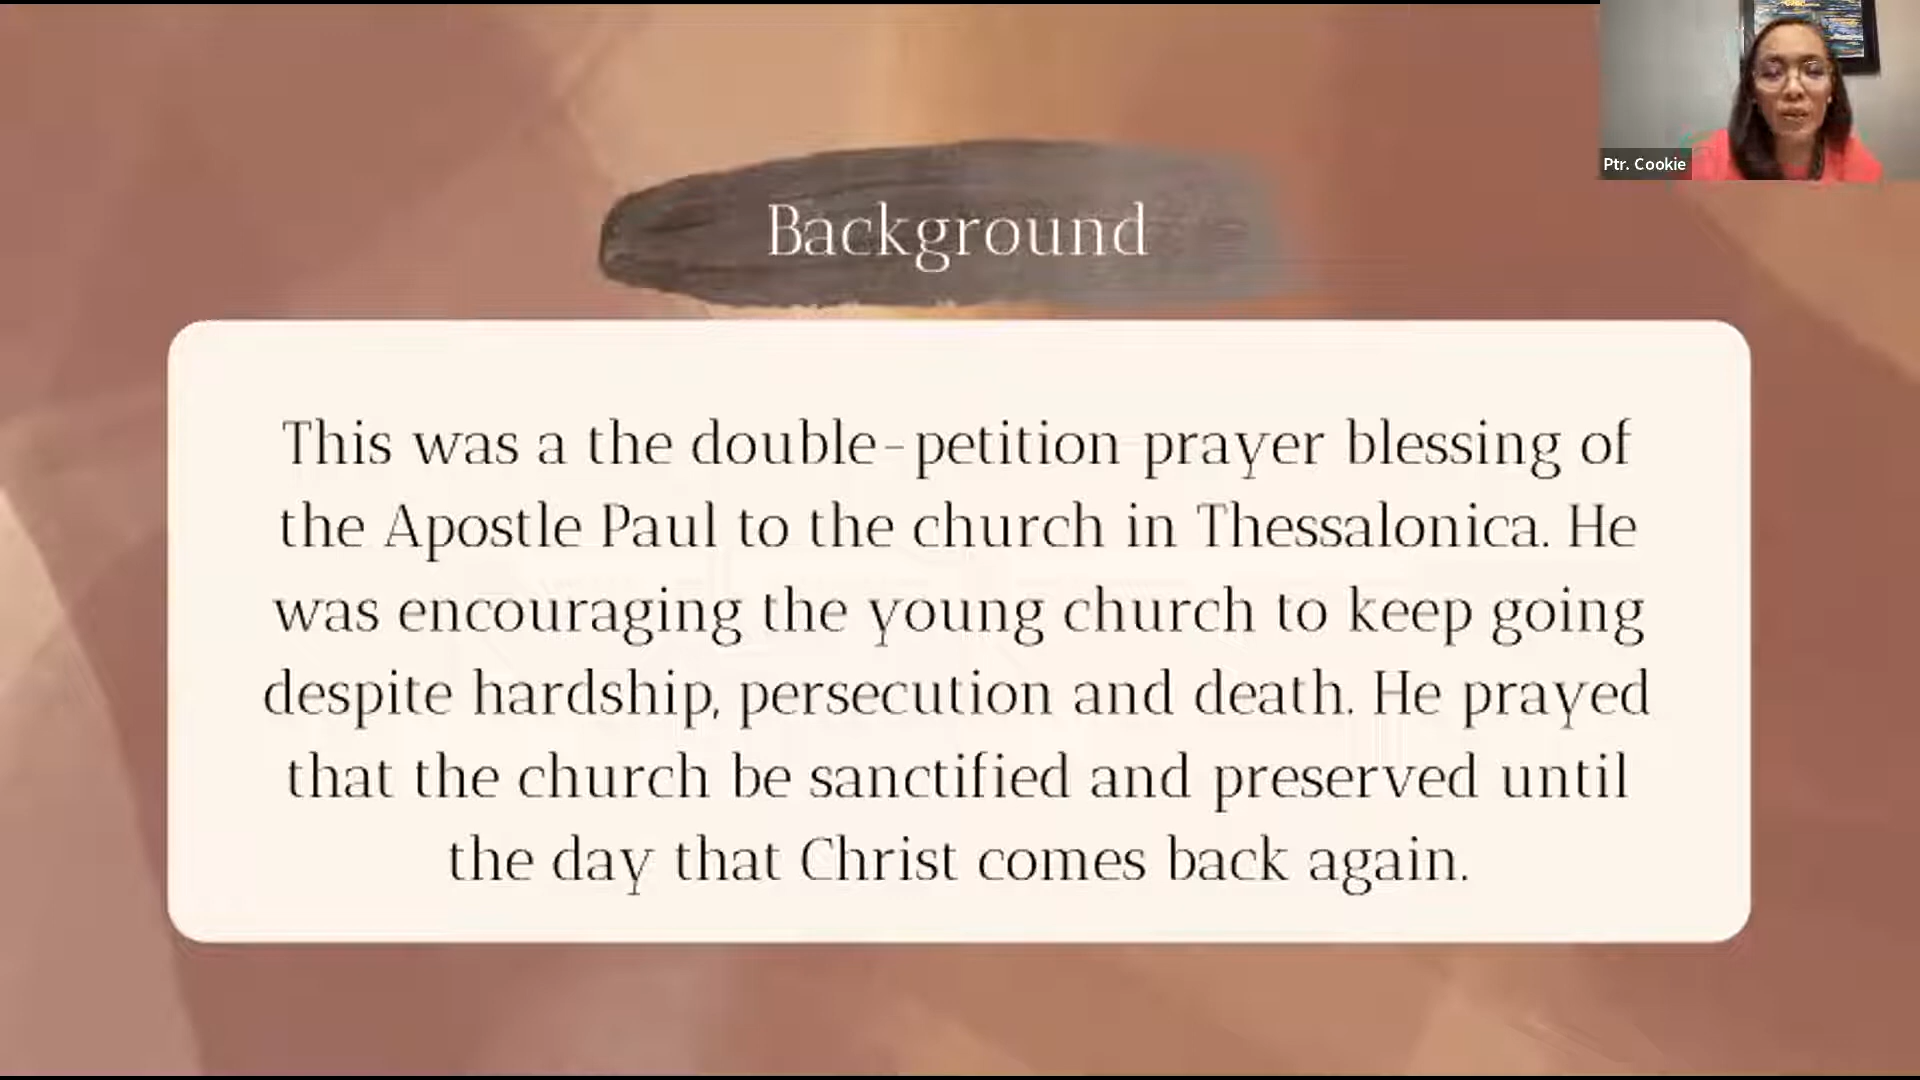 Ptr. Cookie
Background
This was a the double-petition prayer blessing of
the Apostle Paul to the church in Thessalonica. He
was encouraging the young church to keep going
despite hardship, persecution and death. He prayed
that the church be sanctified and preserved until
the day that Christ comes back again.